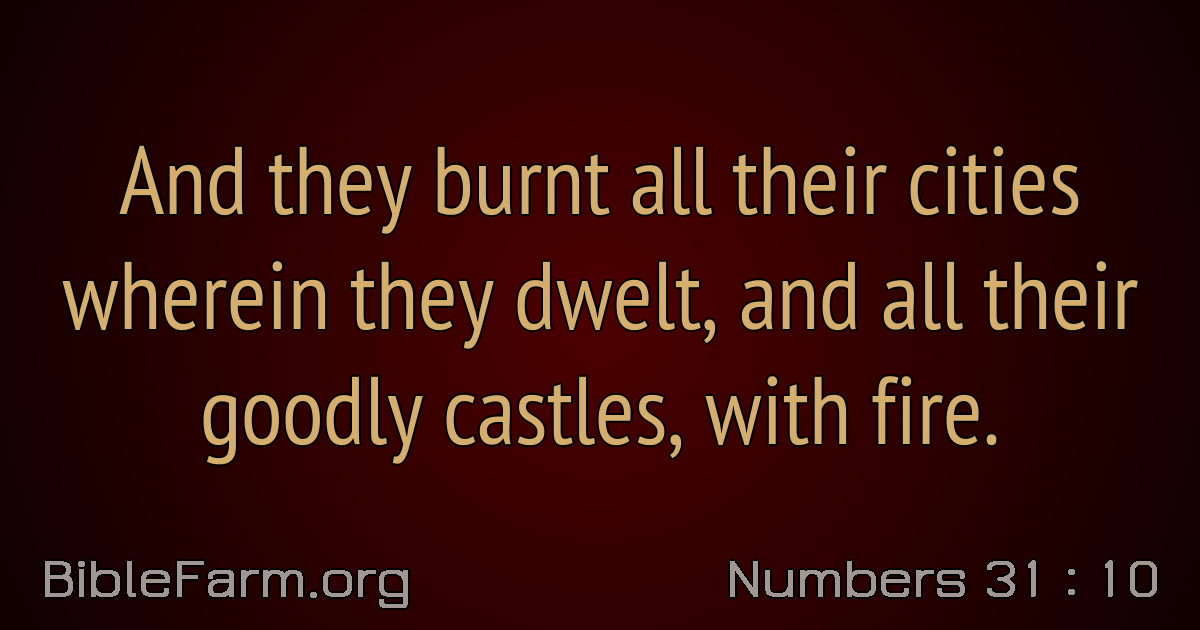 And they burnt all their cities
wherein they dwelt, and all their
goodly castles, with fire.
BibleFarm.org
Numbers 31 : 10